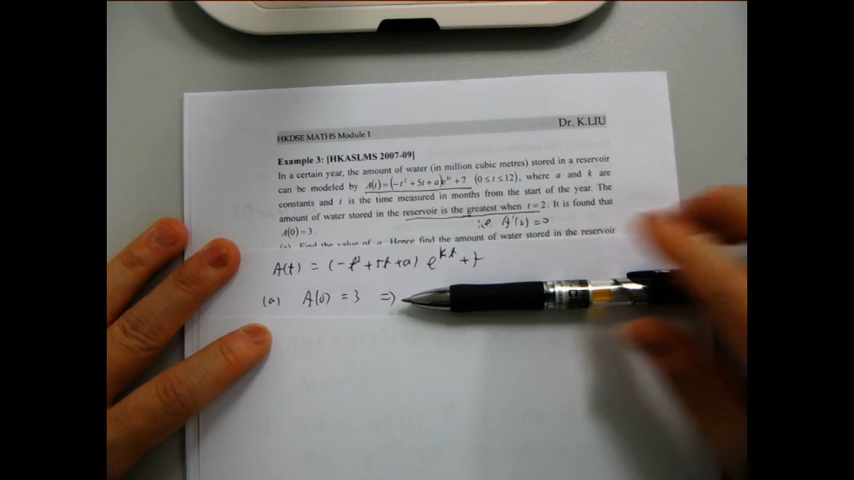 HKDSE MATHS Module 1 Dr. K.LIU
Example 3: [HKASLMS 2007-09]
In a certain year, the amount of water (in million cubic metres) stored in a reservoir
can be modeled by A(t)=(-t²+5t+a)e^{kt}+7 (0≤t≤12), where a and k are
constants and t is the time measured in months from the start of the year. The
amount of water stored in the reservoir is the greatest when t=2. It is found that
A(0)=3.
i.e. A'(2)=0
(a) Find the value of a. Hence find the amount of water stored in the reservoir
A(t) = (-t²+5t+a) e^{kt}+7
(a) A(0) = 3 ⇒